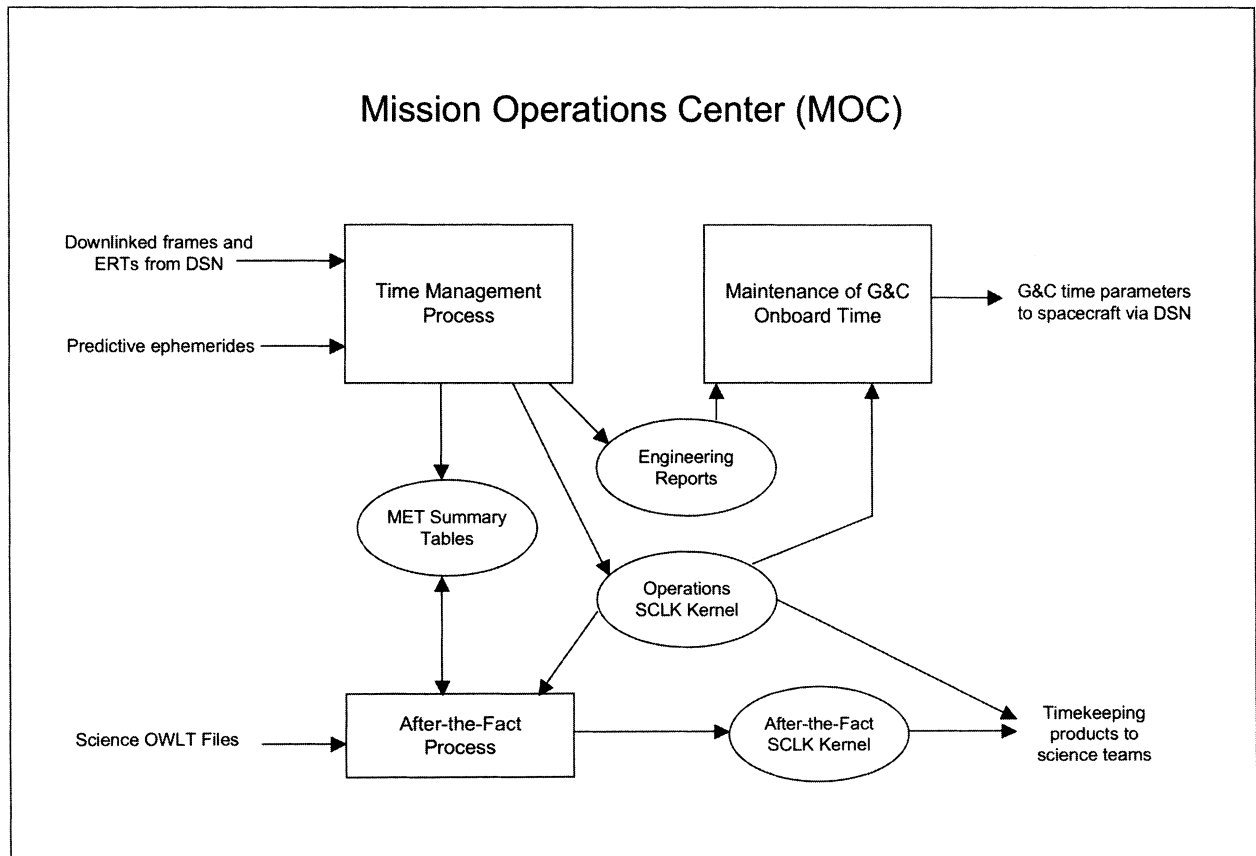 Mission Operations Center (MOC)
Downlinked frames and
ERTs from DSN
Predictive ephemerides
Time Management
Process
Maintenance of G&C
Onboard Time
G&C time parameters
to spacecraft via DSN
Engineering
Reports
MET Summary
Tables
Operations
SCLK Kernel
Science OWLT Files
After-the-Fact
Process
After-the-Fact
SCLK Kernel
Timekeeping
products to
science teams